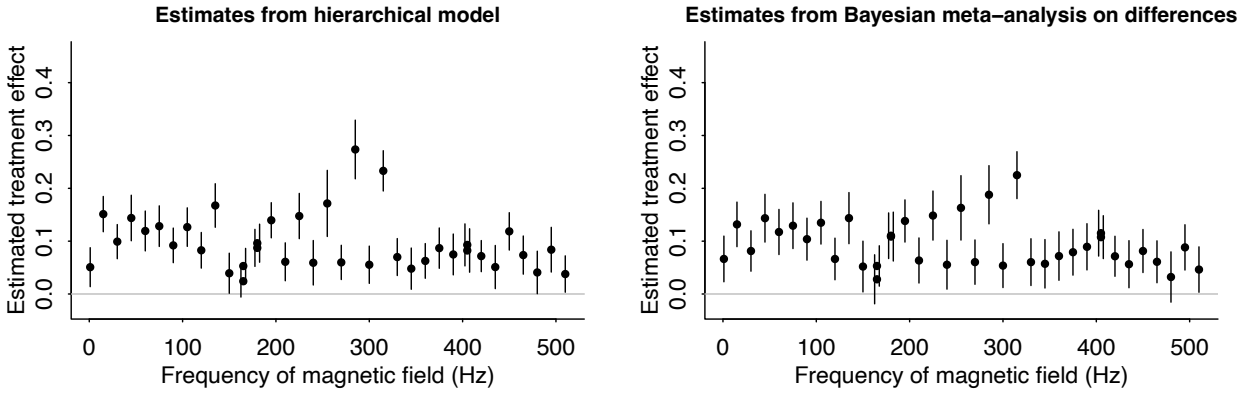 Estimates from hierarchical model
Estimated treatment effect
0.0 0.1 0.2 0.3 0.4
0 100 200 300 400 500
Frequency of magnetic field (Hz)
Estimates from Bayesian meta−analysis on differences
Estimated treatment effect
0.0 0.1 0.2 0.3 0.4
0 100 200 300 400 500
Frequency of magnetic field (Hz)